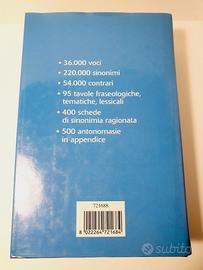 • 36.000 voci
• 220.000 sinonimi
• 54.000 contrari
• 95 tavole fraseologiche,
tematiche, lessicali
• 400 schede
di sinonimia ragionata
• 500 antonomasie
in appendice
721688
8 022264 721684
subito